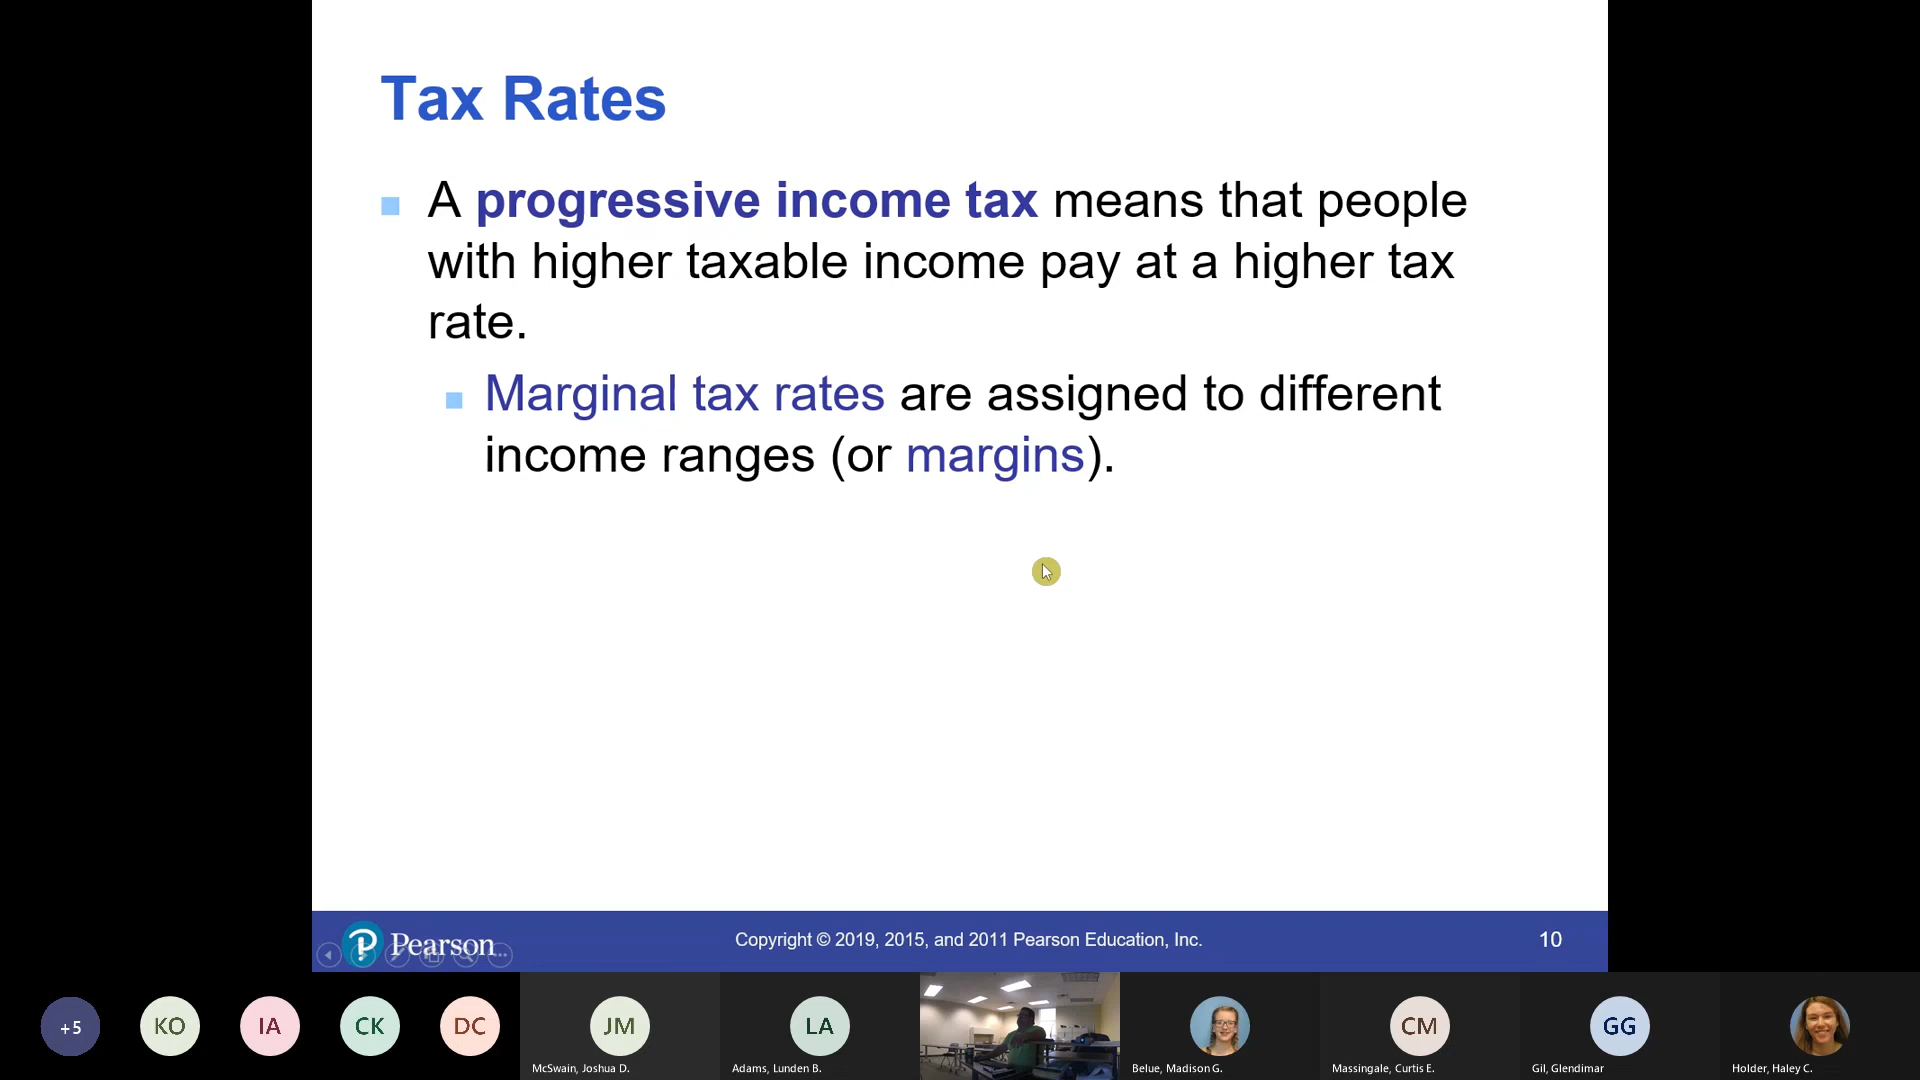 Tax Rates
A progressive income tax means that people
with higher taxable income pay at a higher tax
rate.
Marginal tax rates are assigned to different
income ranges (or margins).
Pearson
Copyright © 2019, 2015, and 2011 Pearson Education, Inc.
10
+5
KO
IA
CK
DC
JM
McSwain, Joshua D.
LA
Adams, Lunden B.
Belue, Madison G.
CM
Massingale, Curtis E.
GG
Gil, Glendimar
Holder, Haley C.